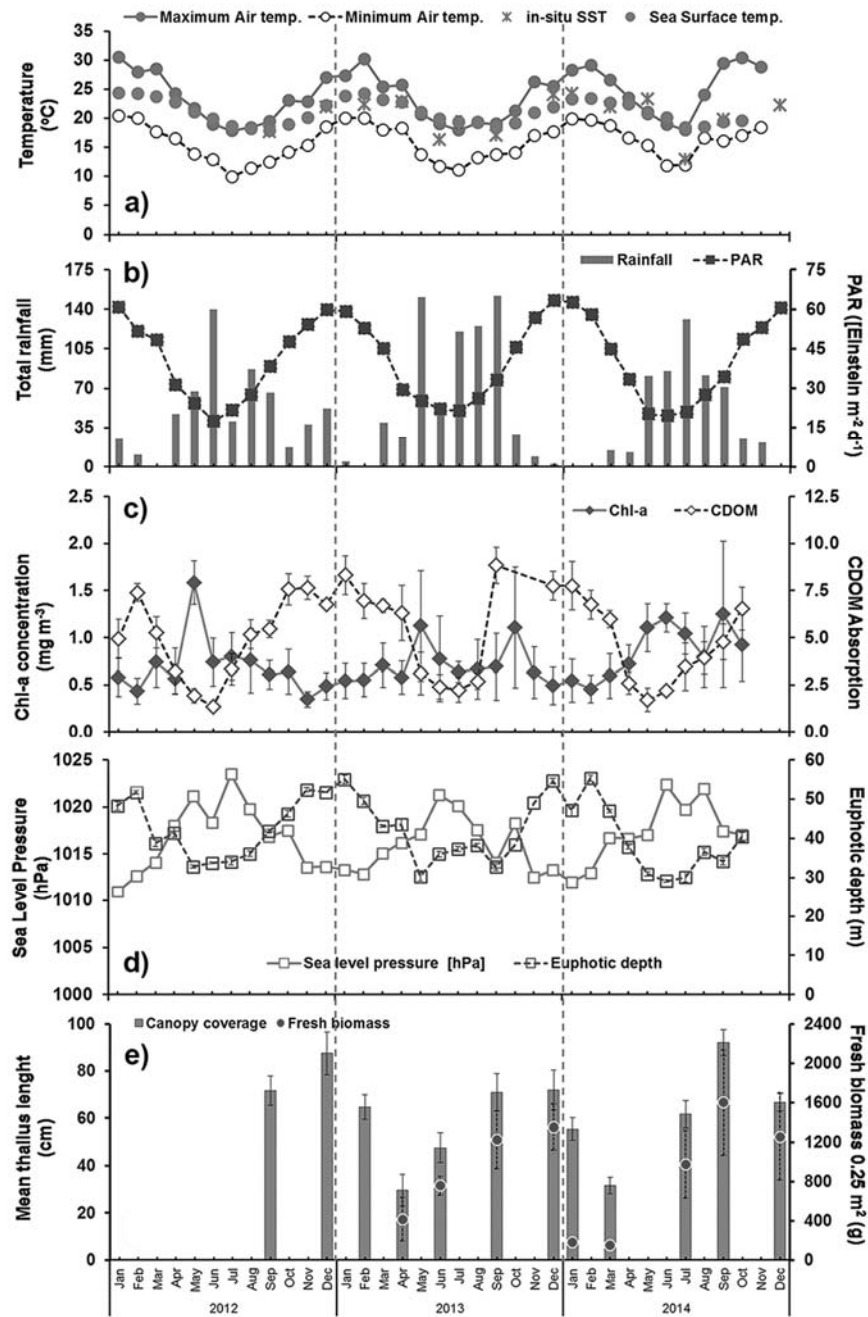 Maximum Air temp. Minimum Air temp. in-situ SST Sea Surface temp.
Temperature
(ºC)
35
30
25
20
15
10
5
0
a)
b)
Rainfall PAR
Total rainfall
(mm)
175
140
105
70
35
0
75
60
45
30
15
0
PAR ([Einstein m⁻² d⁻¹)
c)
Chl-a CDOM
Chl-a concentration
(mg m⁻³)
2.5
2.0
1.5
1.0
0.5
0.0
12.5
10.0
7.5
5.0
2.5
0.0
CDOM Absorption
Sea Level Pressure
(hPa)
1025
1020
1015
1010
1005
1000
60
50
40
30
20
10
0
Euphotic depth (m)
d)
Sea level pressure [hPa] Euphotic depth
e)
Canopy coverage Fresh biomass
Mean thallus lenght
(cm)
100
80
60
40
20
0
2400
2000
1600
1200
800
400
0
Fresh biomass 0.25 m² (g)
Jan Feb Mar Apr May Jun Jul Aug Sep Oct Nov Dec Jan Feb Mar Apr May Jun Jul Aug Sep Oct Nov Dec Jan Feb Mar Apr May Jun Jul Aug Sep Oct Nov Dec
2012 2013 2014